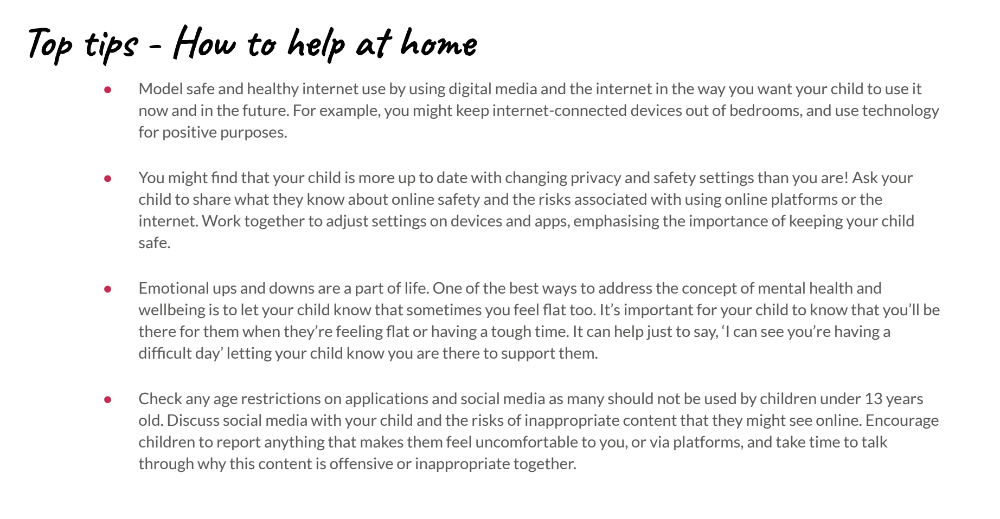 Top tips - How to help at home
● Model safe and healthy internet use by using digital media and the internet in the way you want your child to use it
now and in the future. For example, you might keep internet-connected devices out of bedrooms, and use technology
for positive purposes.
● You might find that your child is more up to date with changing privacy and safety settings than you are! Ask your
child to share what they know about online safety and the risks associated with using online platforms or the
internet. Work together to adjust settings on devices and apps, emphasising the importance of keeping your child
safe.
● Emotional ups and downs are a part of life. One of the best ways to address the concept of mental health and
wellbeing is to let your child know that sometimes you feel flat too. It’s important for your child to know that you’ll be
there for them when they’re feeling flat or having a tough time. It can help just to say, ‘I can see you’re having a
difficult day’ letting your child know you are there to support them.
● Check any age restrictions on applications and social media as many should not be used by children under 13 years
old. Discuss social media with your child and the risks of inappropriate content that they might see online. Encourage
children to report anything that makes them feel uncomfortable to you, or via platforms, and take time to talk
through why this content is offensive or inappropriate together.